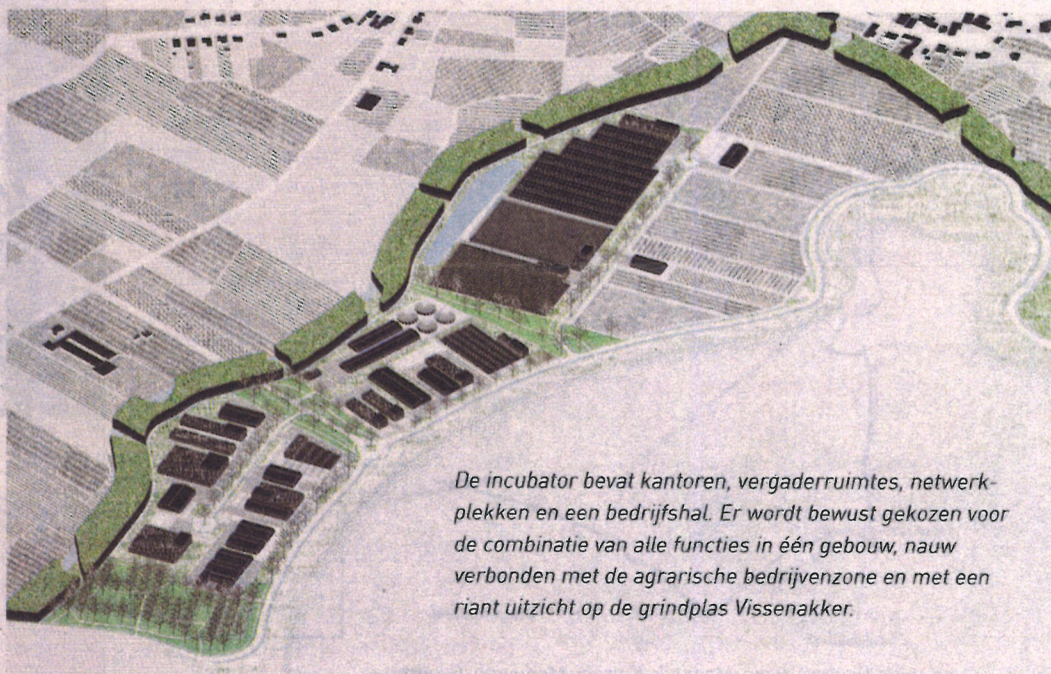 De incubator bevat kantoren, vergaderruimtes, netwerk-
plekken en een bedrijfshal. Er wordt bewust gekozen voor
de combinatie van alle functies in één gebouw, nauw
verbonden met de agrarische bedrijvenzone en met een
riant uitzicht op de grindplas Vissenakker.